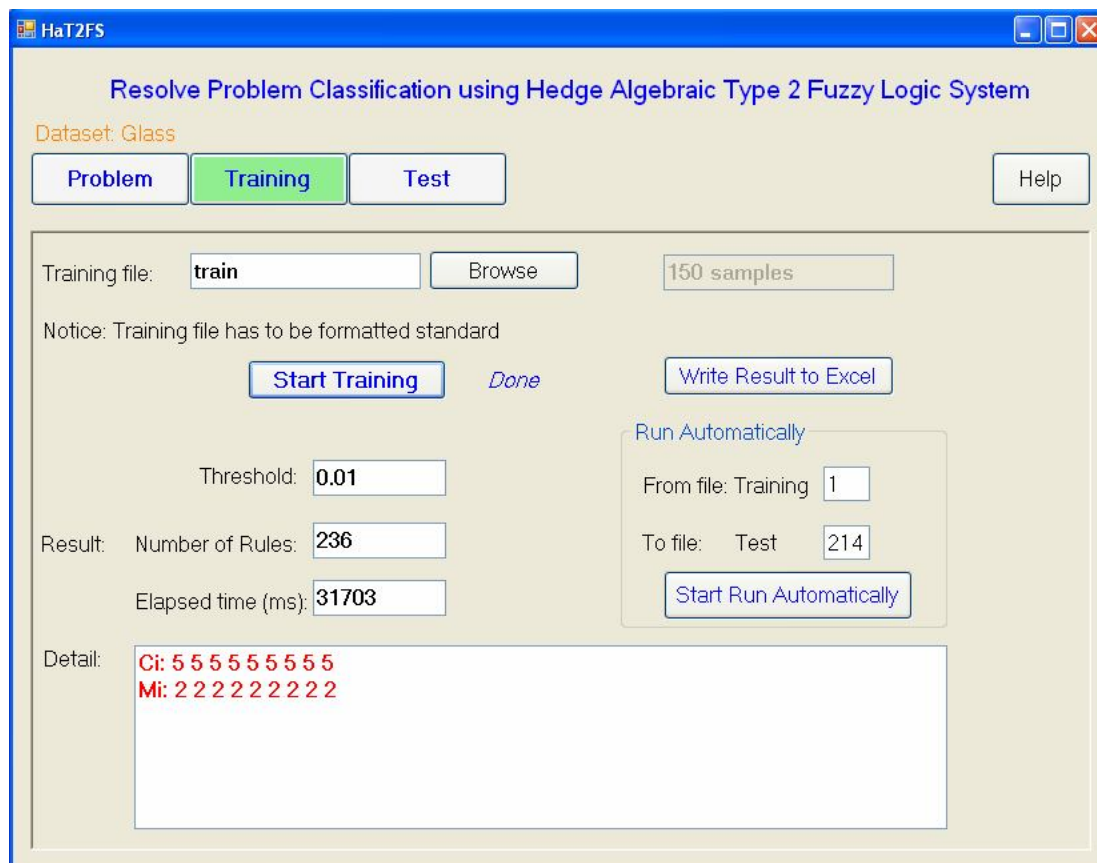 HaT2FS
Resolve Problem Classification using Hedge Algebraic Type 2 Fuzzy Logic System
Dataset: Glass
Problem Training Test Help
Training file: train Browse 150 samples
Notice: Training file has to be formatted standard
Start Training Done Write Result to Excel
Run Automatically
Threshold: 0.01 From file: Training 1
Result: Number of Rules: 236 To file: Test 214
Elapsed time (ms): 31703 Start Run Automatically
Detail: Ci: 5 5 5 5 5 5 5 5 5
Mi: 2 2 2 2 2 2 2 2 2